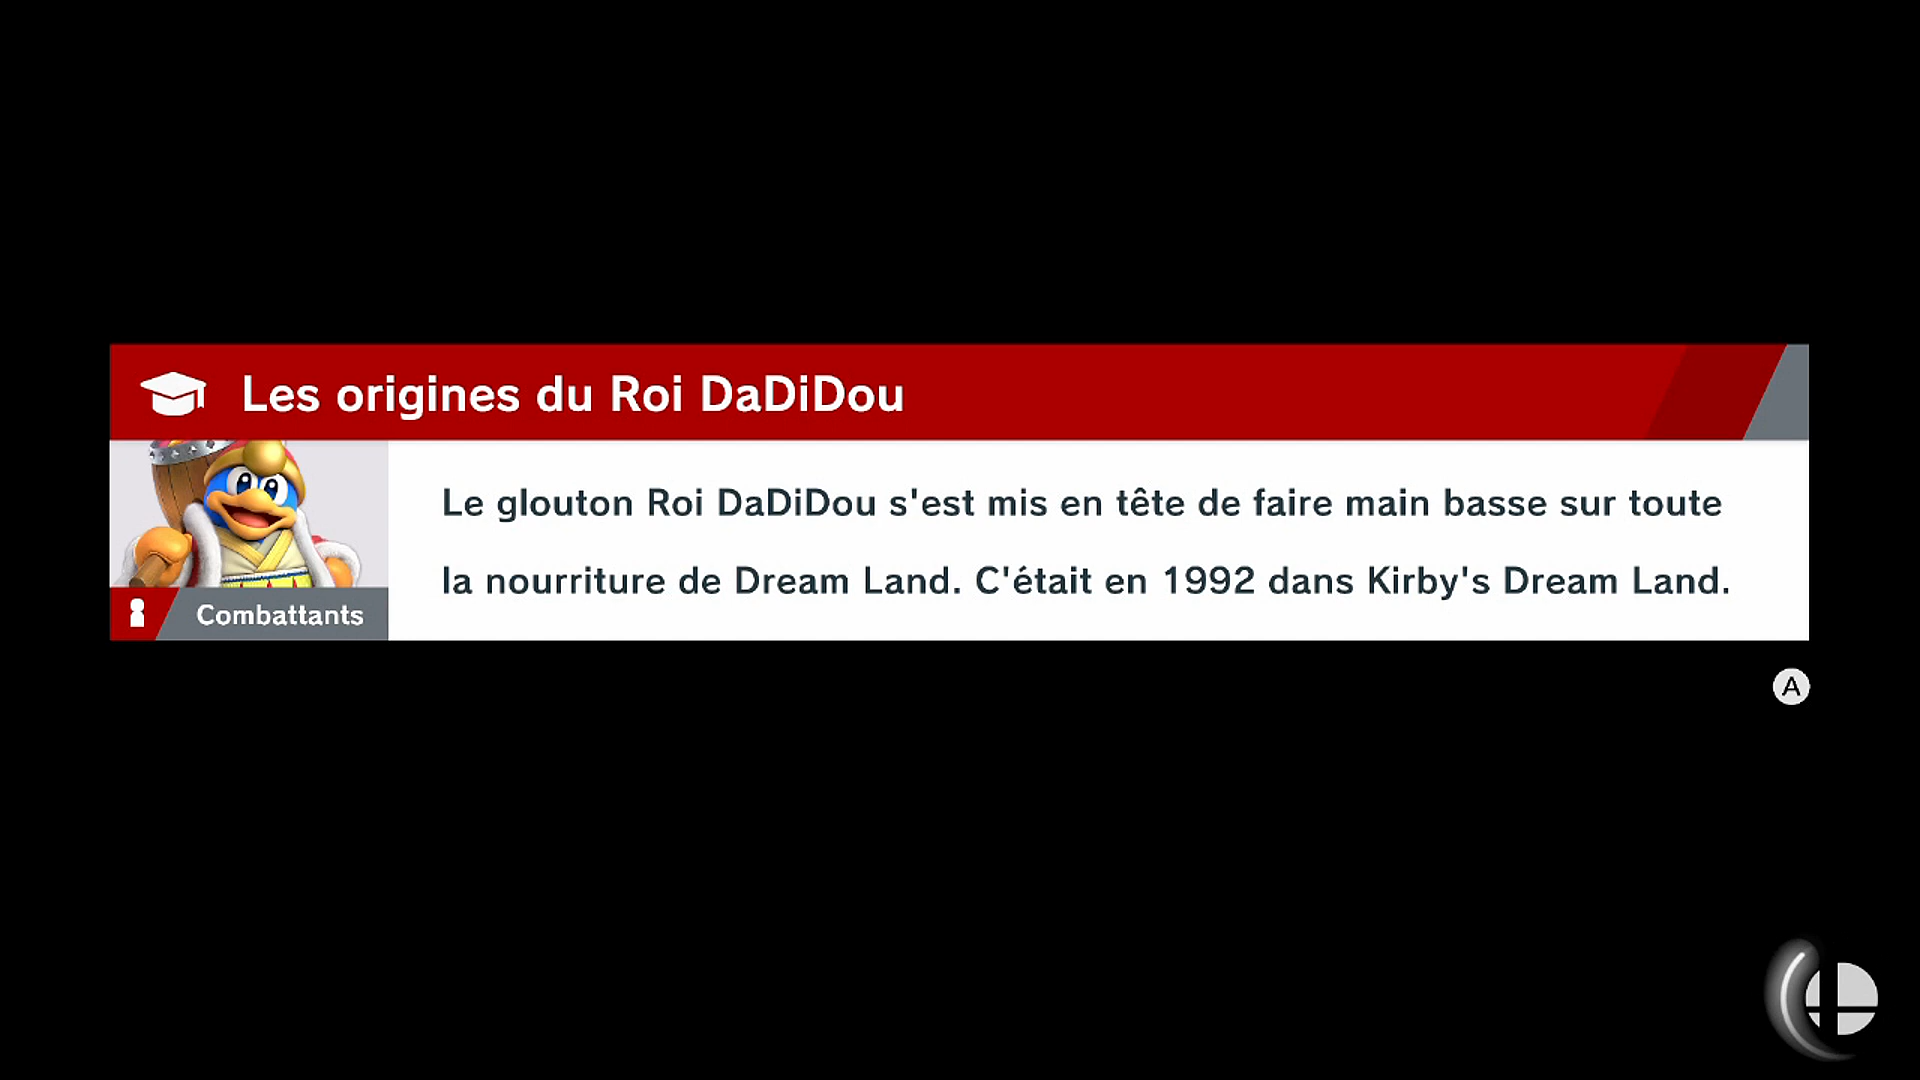 Les origines du Roi DaDiDou
Le glouton Roi DaDiDou s'est mis en tête de faire main basse sur toute
la nourriture de Dream Land. C'était en 1992 dans Kirby's Dream Land.
Combattants
A